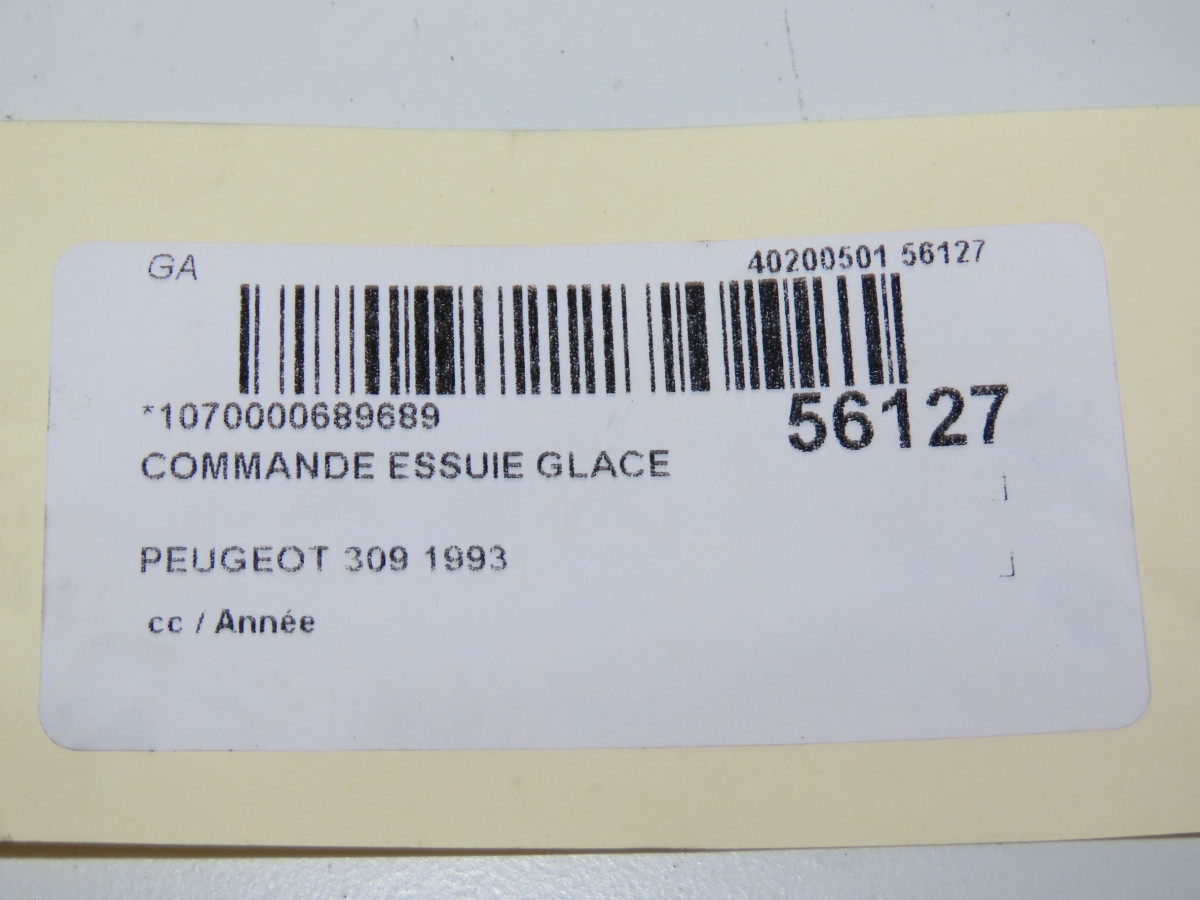 GA 40200501 56127
*1070000689689
56127
COMMANDE ESSUIE GLACE
PEUGEOT 309 1993
cc / Année